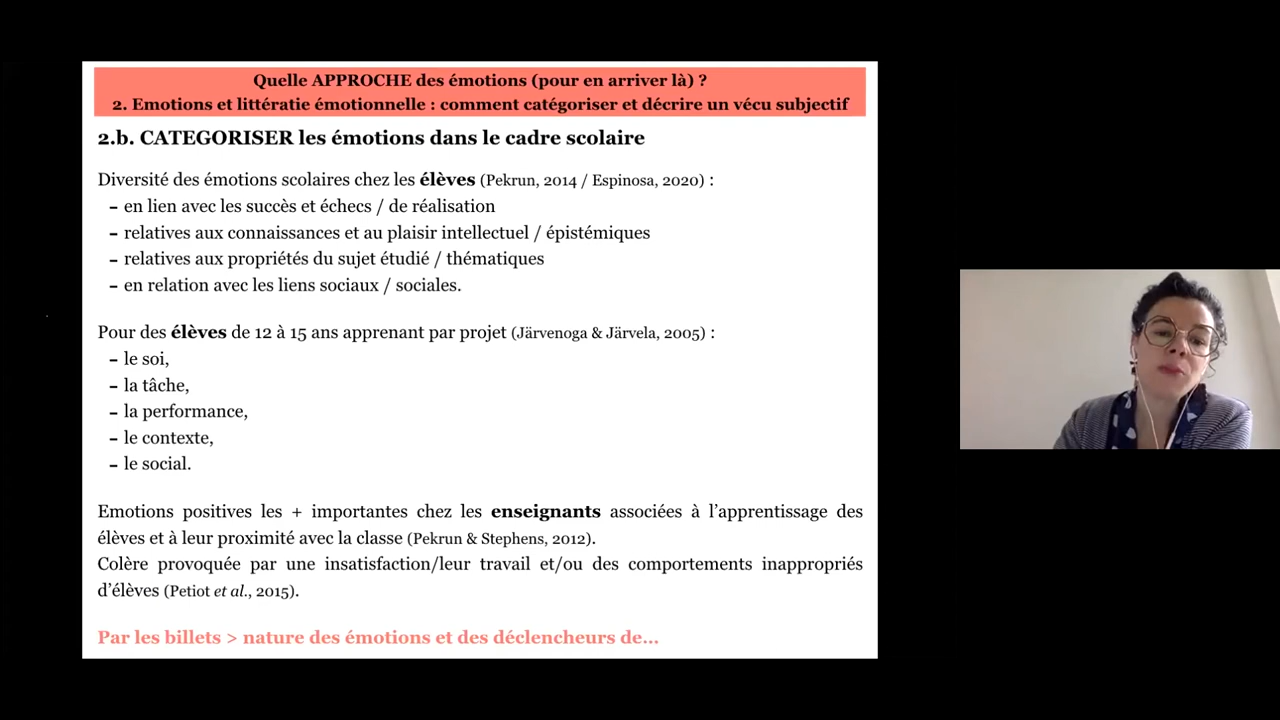 Quelle APPROCHE des émotions (pour en arriver là) ?
2. Emotions et littératie émotionnelle : comment catégoriser et décrire un vécu subjectif
2.b. CATEGORISER les émotions dans le cadre scolaire
Diversité des émotions scolaires chez les élèves (Pekrun, 2014 / Espinosa, 2020) :
– en lien avec les succès et échecs / de réalisation
– relatives aux connaissances et au plaisir intellectuel / épistémiques
– relatives aux propriétés du sujet étudié / thématiques
– en relation avec les liens sociaux / sociales.
Pour des élèves de 12 à 15 ans apprenant par projet (Järvenoga & Järvela, 2005) :
– le soi,
– la tâche,
– la performance,
– le contexte,
– le social.
Emotions positives les + importantes chez les enseignants associées à l'apprentissage des
élèves et à leur proximité avec la classe (Pekrun & Stephens, 2012).
Colère provoquée par une insatisfaction/leur travail et/ou des comportements inappropriés
d'élèves (Petiot et al., 2015).
Par les billets > nature des émotions et des déclencheurs de...